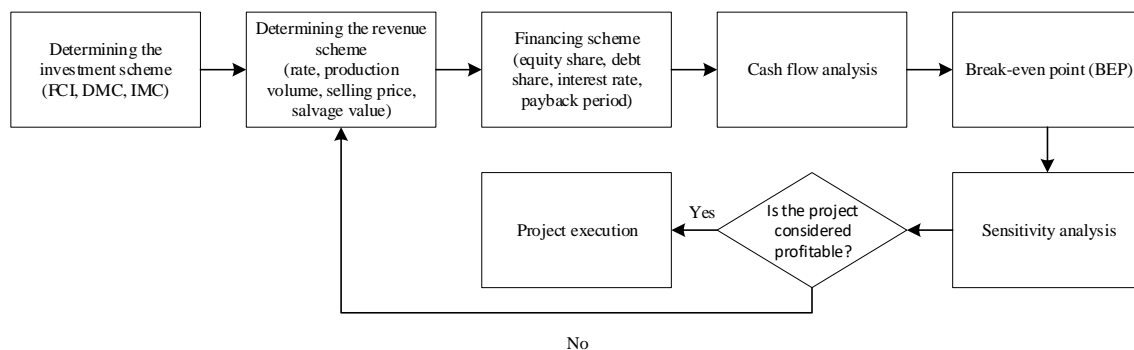 Determining the
investment scheme
(FCI, DMC, IMC)
Determining the revenue
scheme
(rate, production
volume, selling price,
salvage value)
Financing scheme
(equity share, debt
share, interest rate,
payback period)
Cash flow analysis
Break-even point (BEP)
Sensitivity analysis
Is the project
considered
profitable?
Yes
Project execution
No